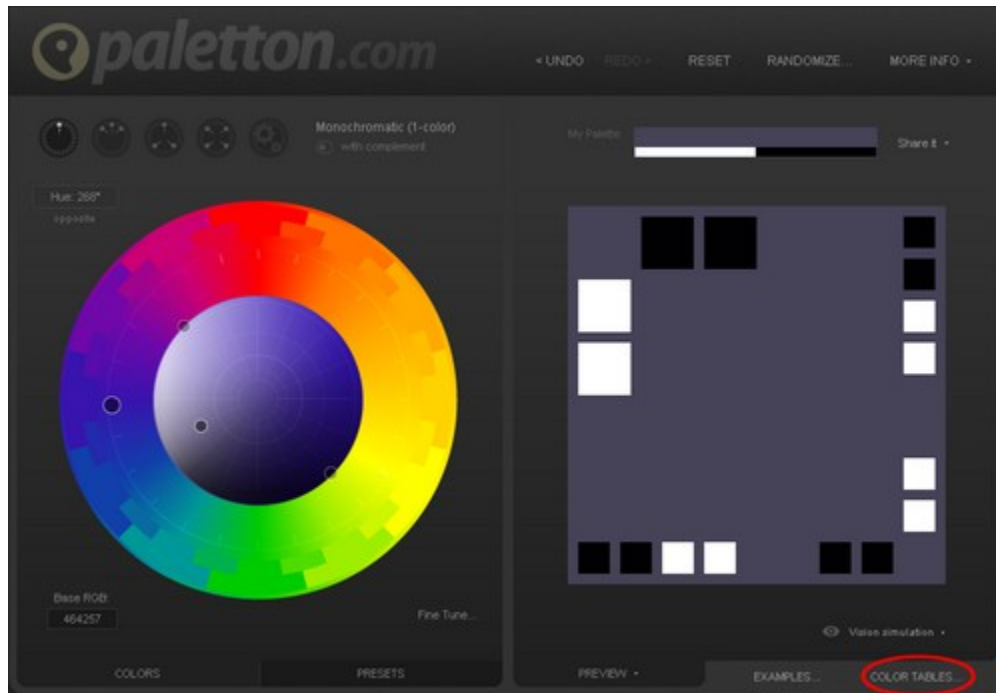 paletton.com
< UNDO REDO > RESET RANDOMIZE... MORE INFO
Monochromatic (1-color)
with complement
My Palette
Share it
Hue: 268°
opposite
Base RGB:
464257
Fine Tune...
Vision simulation
COLORS PRESETS PREVIEW EXAMPLES... COLOR TABLES...